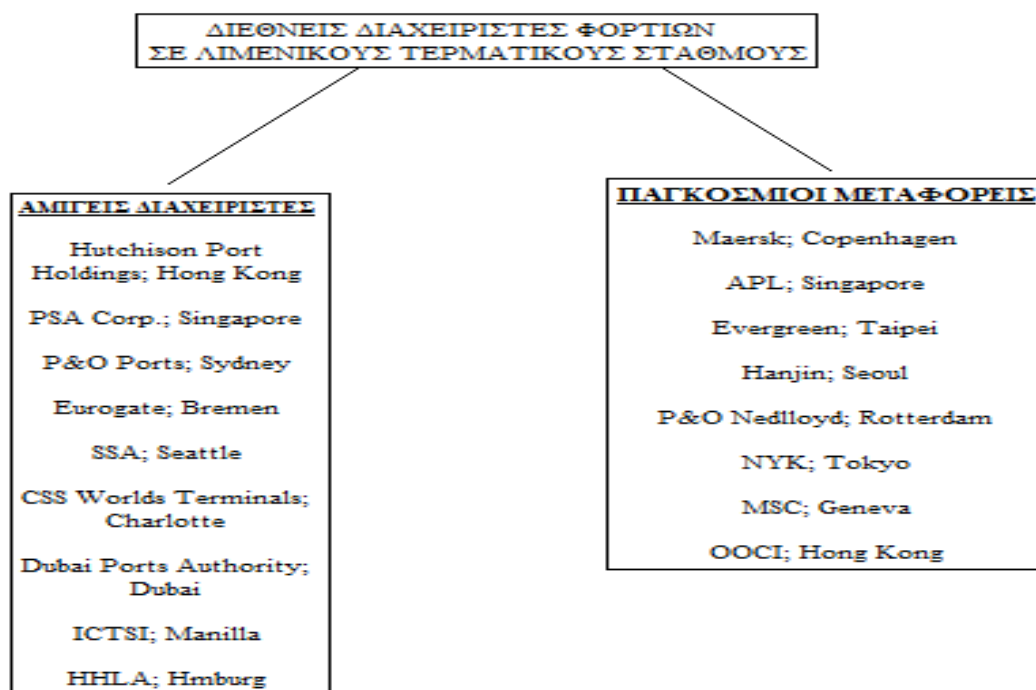 ΔΙΕΘΝΕΙΣ ΔΙΑΧΕΙΡΙΣΤΕΣ ΦΟΡΤΙΩΝ
ΣΕ ΛΙΜΕΝΙΚΟΥΣ ΤΕΡΜΑΤΙΚΟΥΣ ΣΤΑΘΜΟΥΣ
ΑΜΙΓΕΙΣ ΔΙΑΧΕΙΡΙΣΤΕΣ
Hutchison Port
Holdings; Hong Kong
PSA Corp.; Singapore
P&O Ports; Sydney
Eurogate; Bremen
SSA; Seattle
CSS Worlds Terminals;
Charlotte
Dubai Ports Authority;
Dubai
ICTSI; Manilla
HHLA; Hmburg
ΠΑΓΚΟΣΜΙΟΙ ΜΕΤΑΦΟΡΕΙΣ
Maersk; Copenhagen
APL; Singapore
Evergreen; Taipei
Hanjin; Seoul
P&O Nedlloyd; Rotterdam
NYK; Tokyo
MSC; Geneva
OOCI; Hong Kong